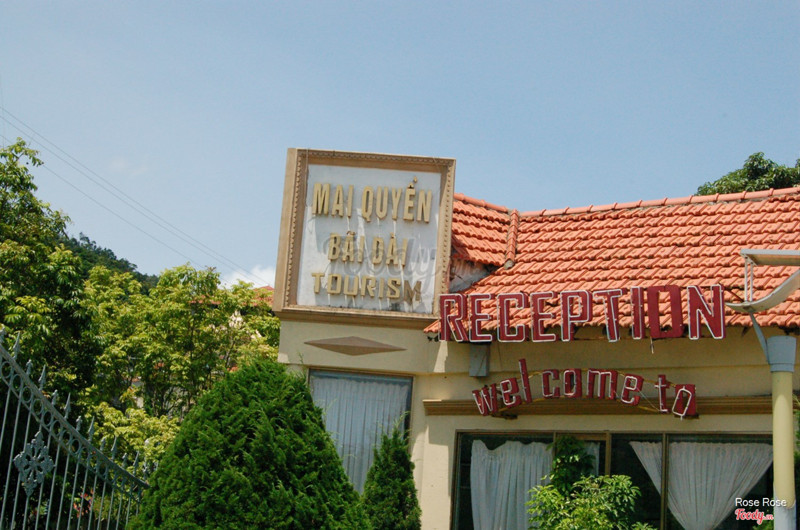 MAI QUYỀN
BÃI DÀI
TOURISM
RECEPTION
welcome to
Rose Rose
Foody.vn